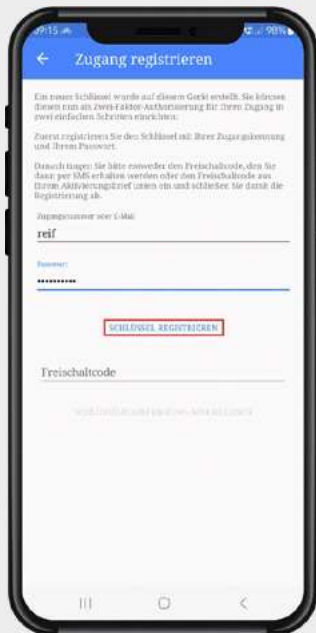 09:15
98%
Zugang registrieren
Ein neuer Schlüssel wurde auf diesem Gerät erstellt. Sie können
diesen nun als Zwei-Faktor-Authorisierung für Ihren Zugang in
zwei einfachen Schritten einrichten:
Zuerst registrieren Sie den Schlüssel mit Ihrer Zugangskennung
und Ihrem Passwort.
Danach tragen Sie bitte entweder den Freischaltcode, den Sie
dann per SMS erhalten werden oder den Freischaltcode aus
Ihrem Aktivierungsbrief unten ein und schließen Sie damit die
Registrierung ab.
Zugangsnummer oder E-Mail
reif
Passwort
••••••••••
SCHLÜSSEL REGISTRIEREN
Freischaltcode